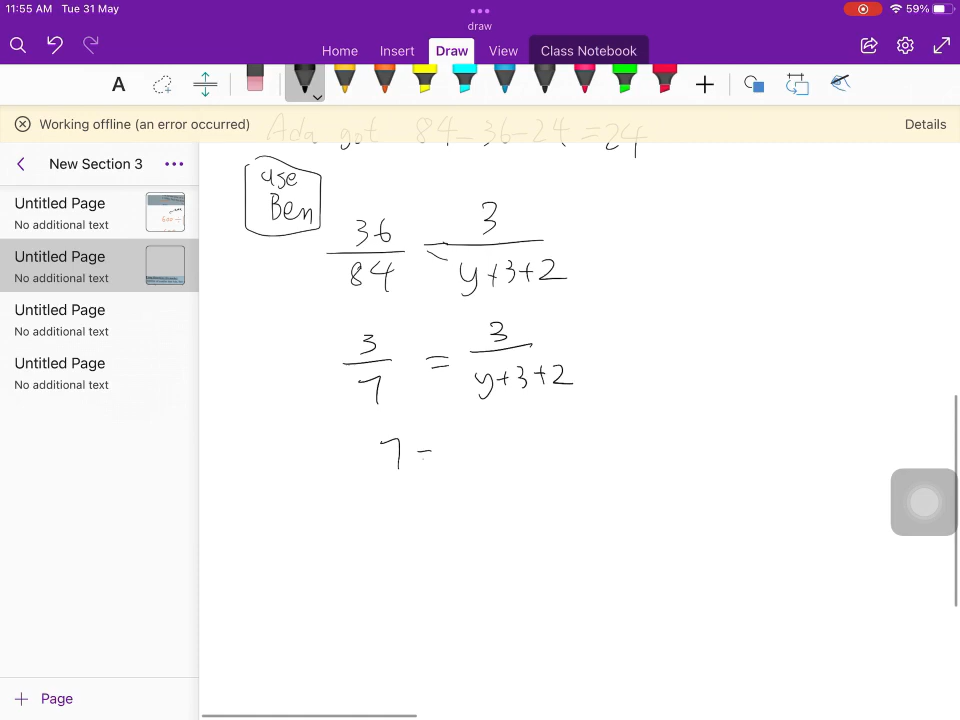 11:55 AM Tue 31 May
59%
draw
Home Insert Draw View Class Notebook
A
Working offline (an error occurred)
Details
New Section 3
Untitled Page
No additional text
Untitled Page
No additional text
Untitled Page
No additional text
Untitled Page
No additional text
+ Page
Ada got 84-36-24=24
use
Ben
36/84 = 3/(y+3+2)
3/7 = 3/(y+3+2)
7 =